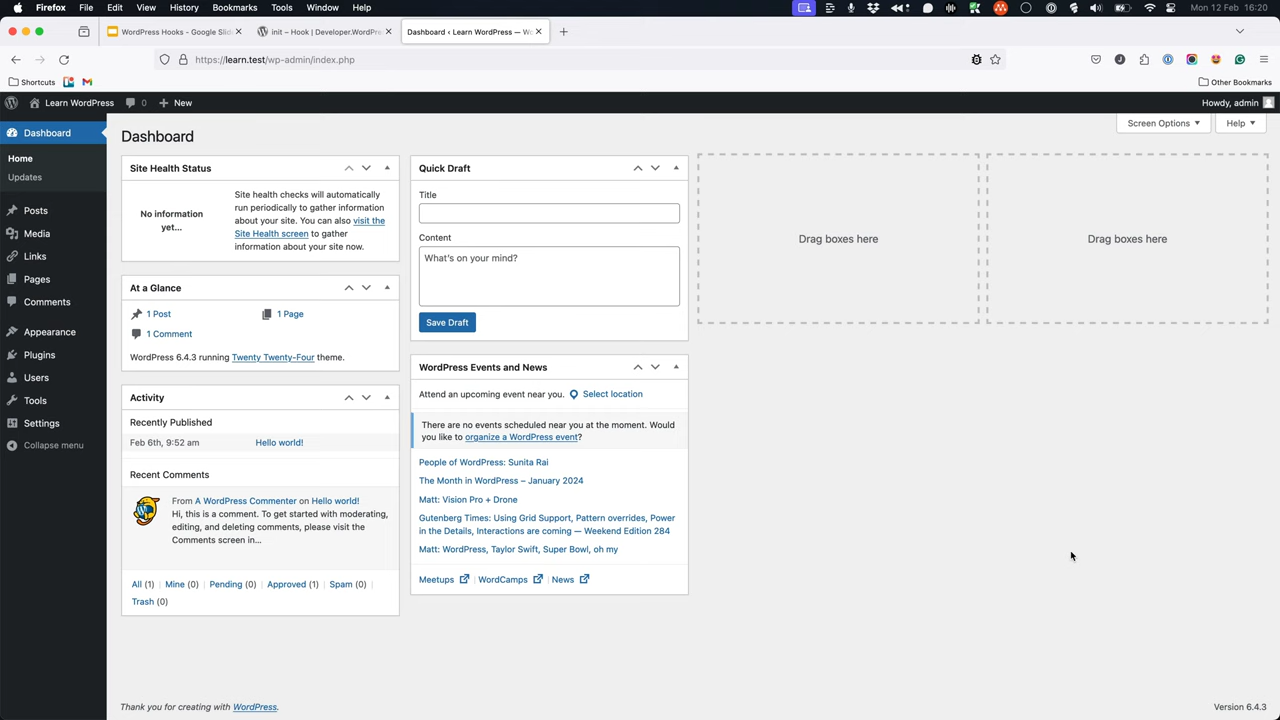 Firefox File Edit View History Bookmarks Tools Window Help
Mon 12 Feb 16:20
WordPress Hooks - Google Slid
init – Hook | Developer.WordPre
Dashboard ‹ Learn WordPress — Wo
https://learn.test/wp-admin/index.php
Shortcuts
Other Bookmarks
Learn WordPress 0 New
Howdy, admin
Dashboard
Home
Updates
Posts
Media
Links
Pages
Comments
Appearance
Plugins
Users
Tools
Settings
Collapse menu
Screen Options
Help
Dashboard
Site Health Status
No information
yet...
Site health checks will automatically
run periodically to gather information
about your site. You can also visit the
Site Health screen to gather
information about your site now.
At a Glance
1 Post
1 Page
1 Comment
WordPress 6.4.3 running Twenty Twenty-Four theme.
Activity
Recently Published
Feb 6th, 9:52 am
Hello world!
Recent Comments
From A WordPress Commenter on Hello world!
Hi, this is a comment. To get started with moderating,
editing, and deleting comments, please visit the
Comments screen in...
All (1) | Mine (0) | Pending (0) | Approved (1) | Spam (0) |
Trash (0)
Quick Draft
Title
Content
What's on your mind?
Save Draft
WordPress Events and News
Attend an upcoming event near you. Select location
There are no events scheduled near you at the moment. Would
you like to organize a WordPress event?
People of WordPress: Sunita Rai
The Month in WordPress – January 2024
Matt: Vision Pro + Drone
Gutenberg Times: Using Grid Support, Pattern overrides, Power
in the Details, Interactions are coming — Weekend Edition 284
Matt: WordPress, Taylor Swift, Super Bowl, oh my
Meetups | WordCamps | News
Drag boxes here
Drag boxes here
Thank you for creating with WordPress.
Version 6.4.3